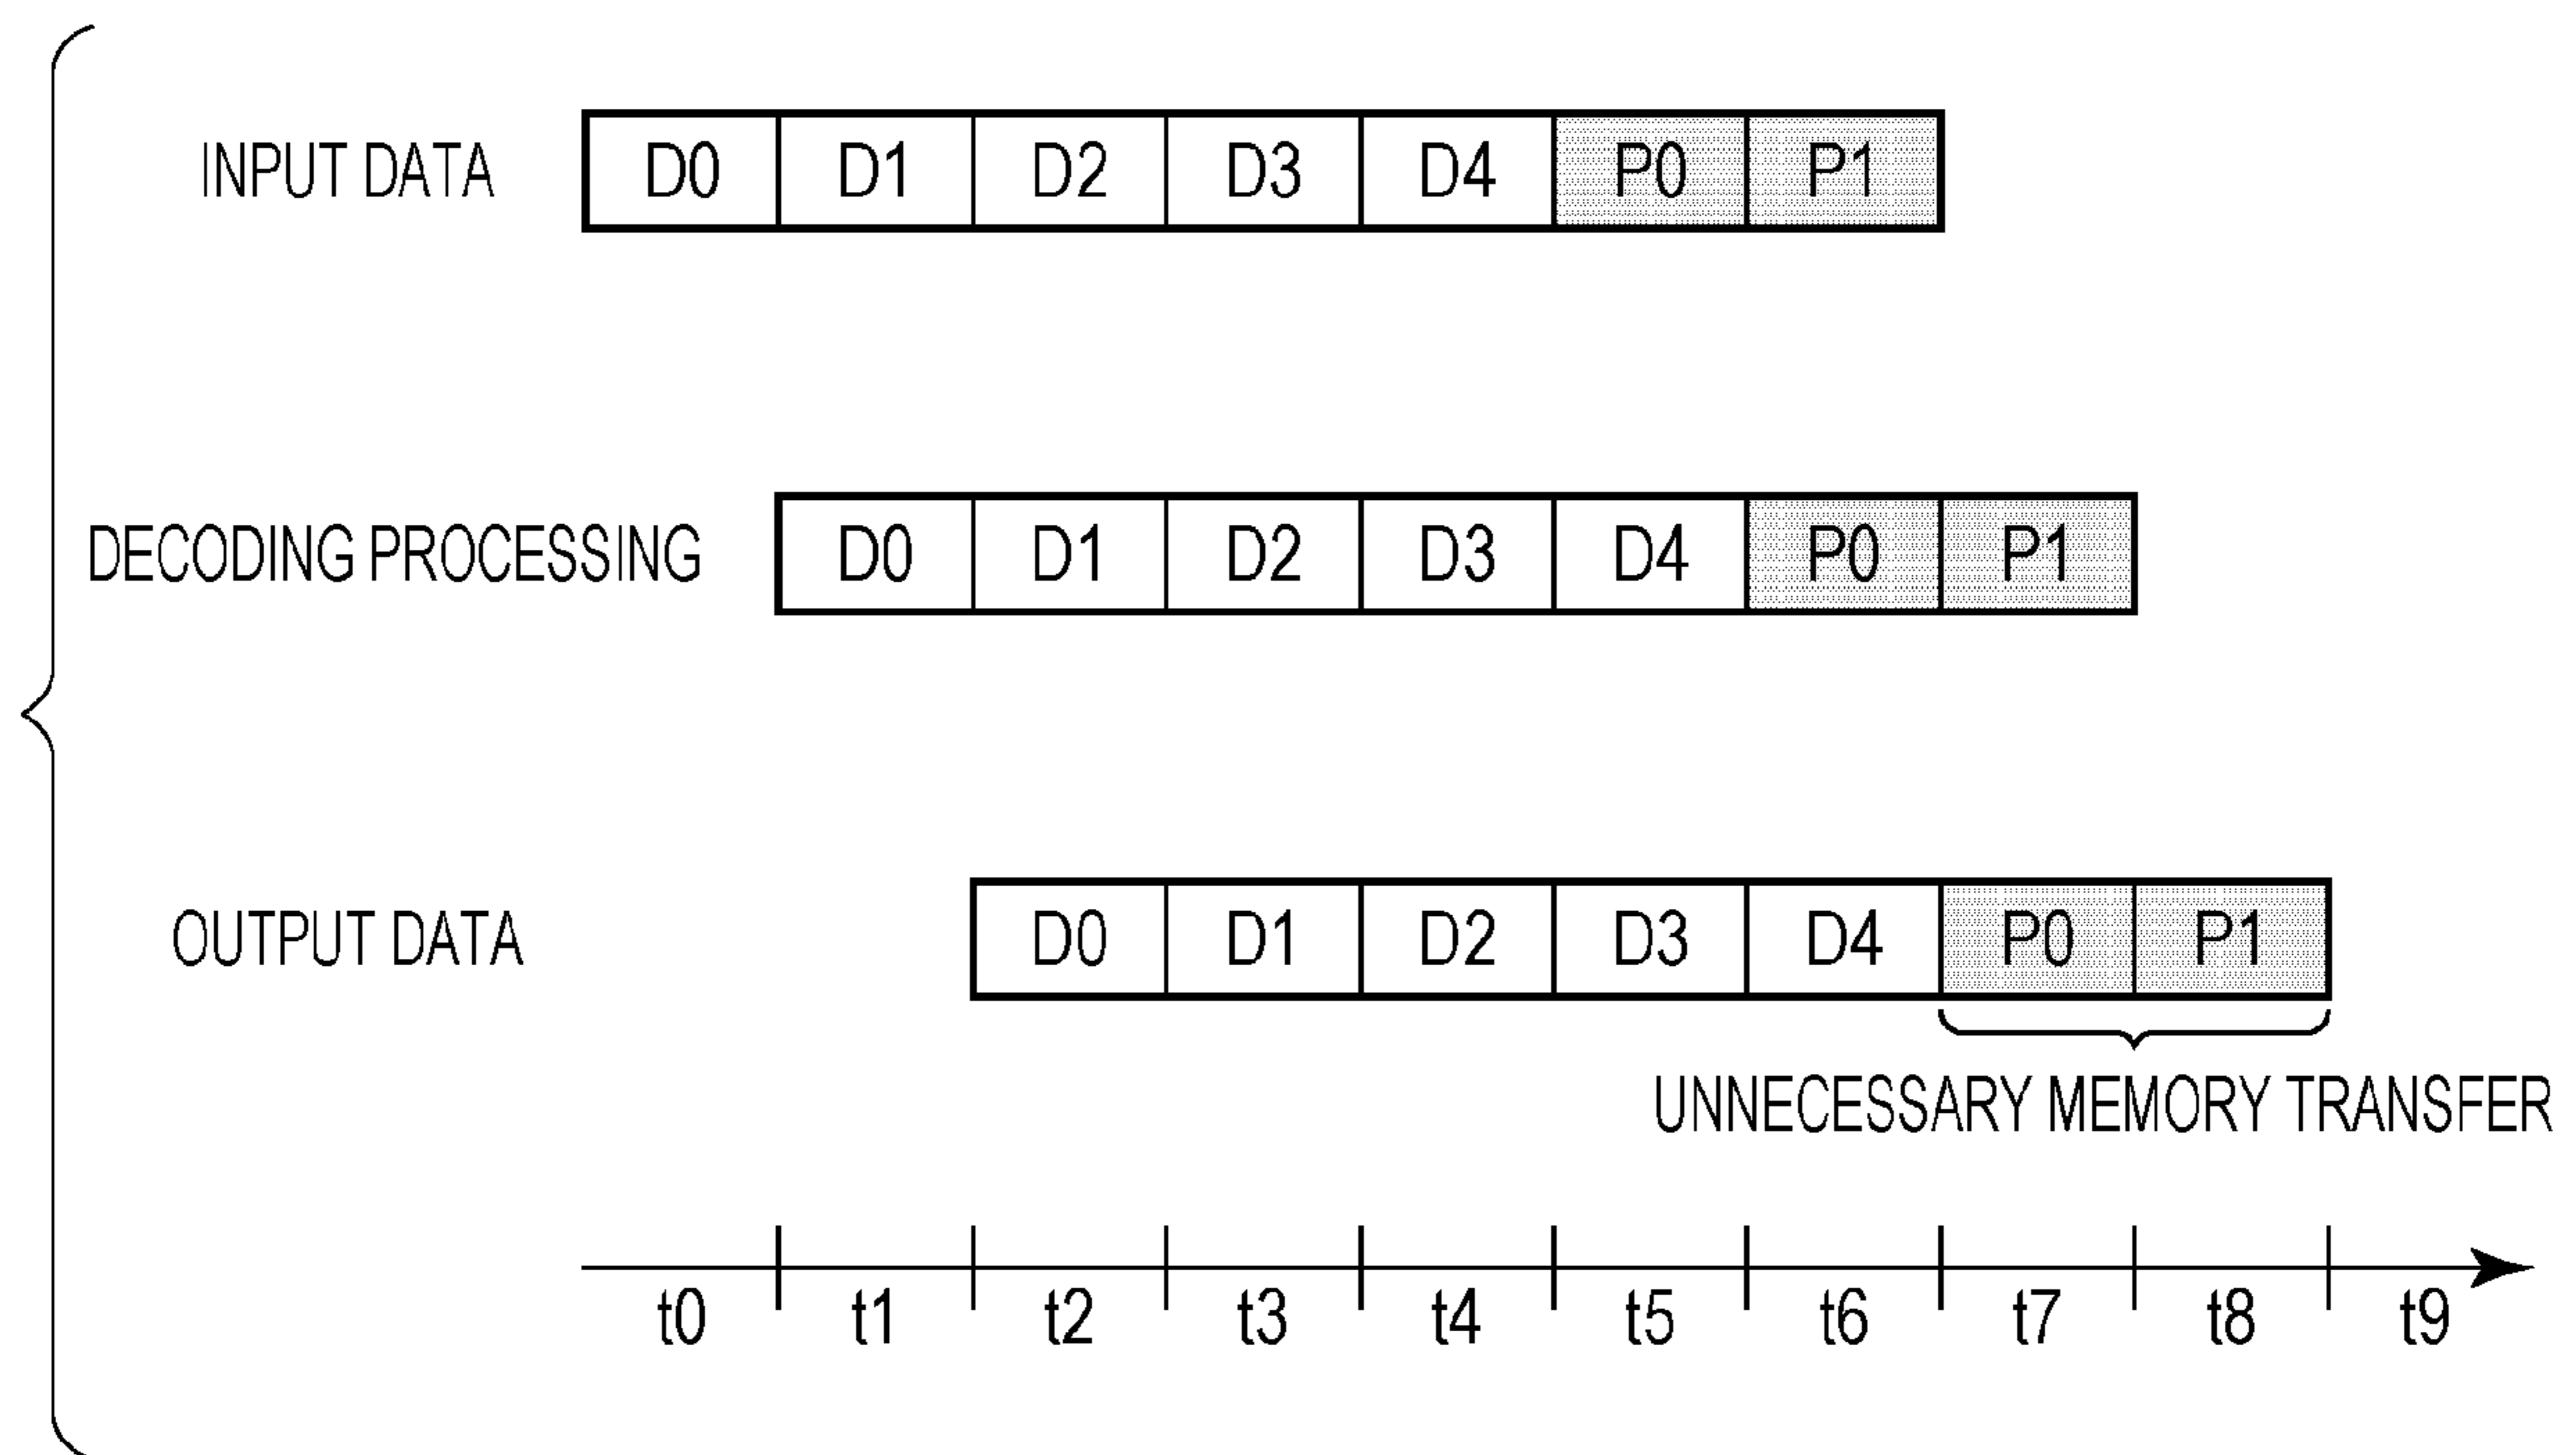 INPUT DATA D0 D1 D2 D3 D4 P0 P1
DECODING PROCESSING D0 D1 D2 D3 D4 P0 P1
OUTPUT DATA D0 D1 D2 D3 D4 P0 P1
UNNECESSARY MEMORY TRANSFER
t0 t1 t2 t3 t4 t5 t6 t7 t8 t9